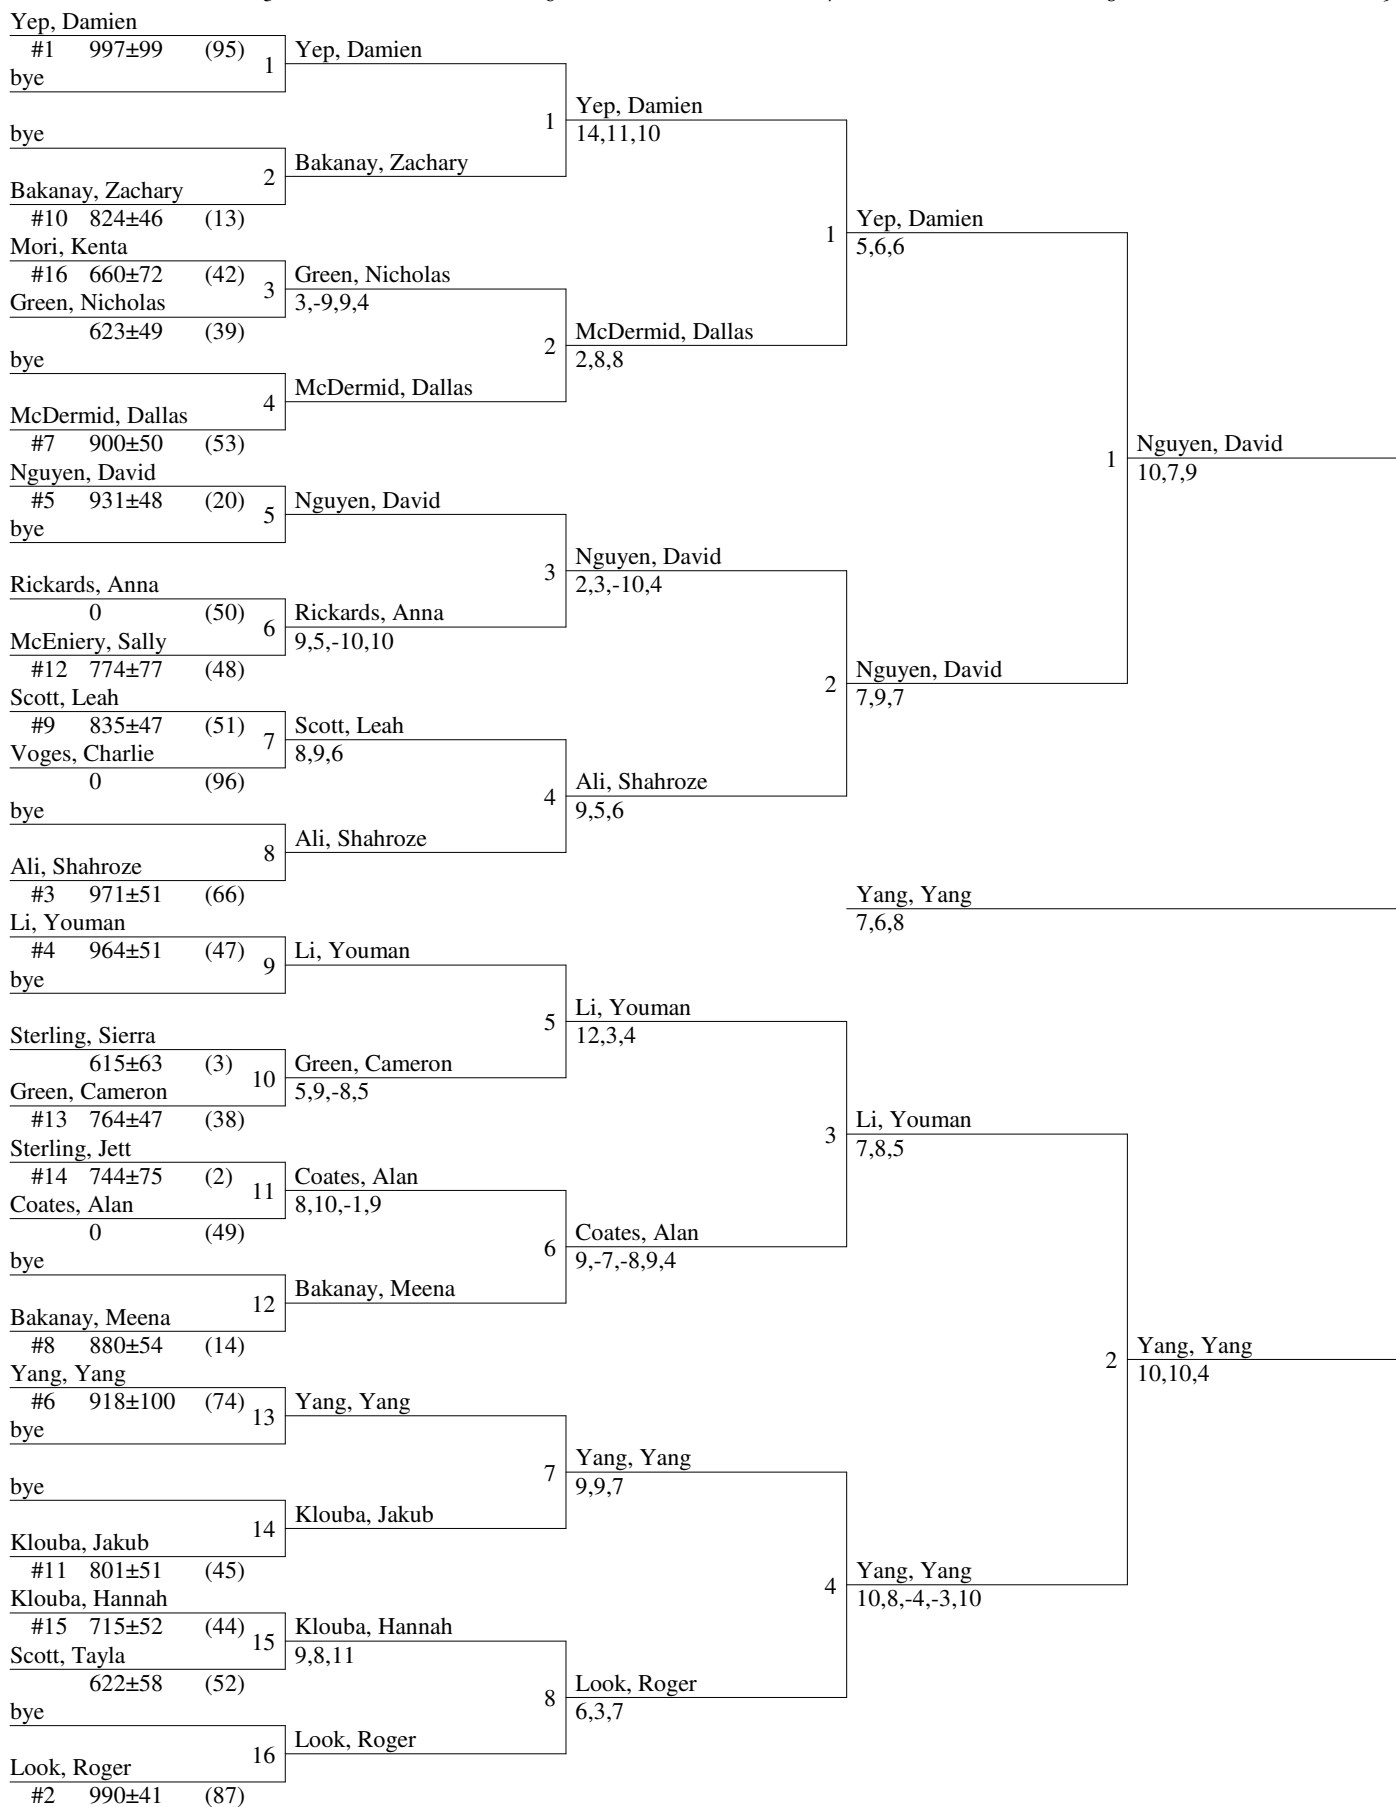 Yep, Damien
#1 997±99 (95)
1
Yep, Damien
bye
1
Yep, Damien
14,11,10
bye
2
Bakanay, Zachary
Bakanay, Zachary
#10 824±46 (13)
1
Yep, Damien
5,6,6
Mori, Kenta
#16 660±72 (42)
3
Green, Nicholas
3,-9,9,4
Green, Nicholas
623±49 (39)
2
McDermid, Dallas
2,8,8
bye
4
McDermid, Dallas
McDermid, Dallas
#7 900±50 (53)
1
Nguyen, David
10,7,9
Nguyen, David
#5 931±48 (20)
5
Nguyen, David
bye
3
Nguyen, David
2,3,-10,4
Rickards, Anna
0 (50)
6
Rickards, Anna
9,5,-10,10
McEniery, Sally
#12 774±77 (48)
2
Nguyen, David
7,9,7
Scott, Leah
#9 835±47 (51)
7
Scott, Leah
8,9,6
Voges, Charlie
0 (96)
4
Ali, Shahroze
9,5,6
bye
8
Ali, Shahroze
Ali, Shahroze
#3 971±51 (66)
Yang, Yang
7,6,8
Li, Youman
#4 964±51 (47)
9
Li, Youman
bye
5
Li, Youman
12,3,4
Sterling, Sierra
615±63 (3)
10
Green, Cameron
5,9,-8,5
Green, Cameron
#13 764±47 (38)
3
Li, Youman
7,8,5
Sterling, Jett
#14 744±75 (2)
11
Coates, Alan
8,10,-1,9
Coates, Alan
0 (49)
6
Coates, Alan
9,-7,-8,9,4
bye
12
Bakanay, Meena
Bakanay, Meena
#8 880±54 (14)
2
Yang, Yang
10,10,4
Yang, Yang
#6 918±100 (74)
13
Yang, Yang
bye
7
Yang, Yang
9,9,7
bye
14
Klouba, Jakub
Klouba, Jakub
#11 801±51 (45)
4
Yang, Yang
10,8,-4,-3,10
Klouba, Hannah
#15 715±52 (44)
15
Klouba, Hannah
9,8,11
Scott, Tayla
622±58 (52)
8
Look, Roger
6,3,7
bye
16
Look, Roger
Look, Roger
#2 990±41 (87)